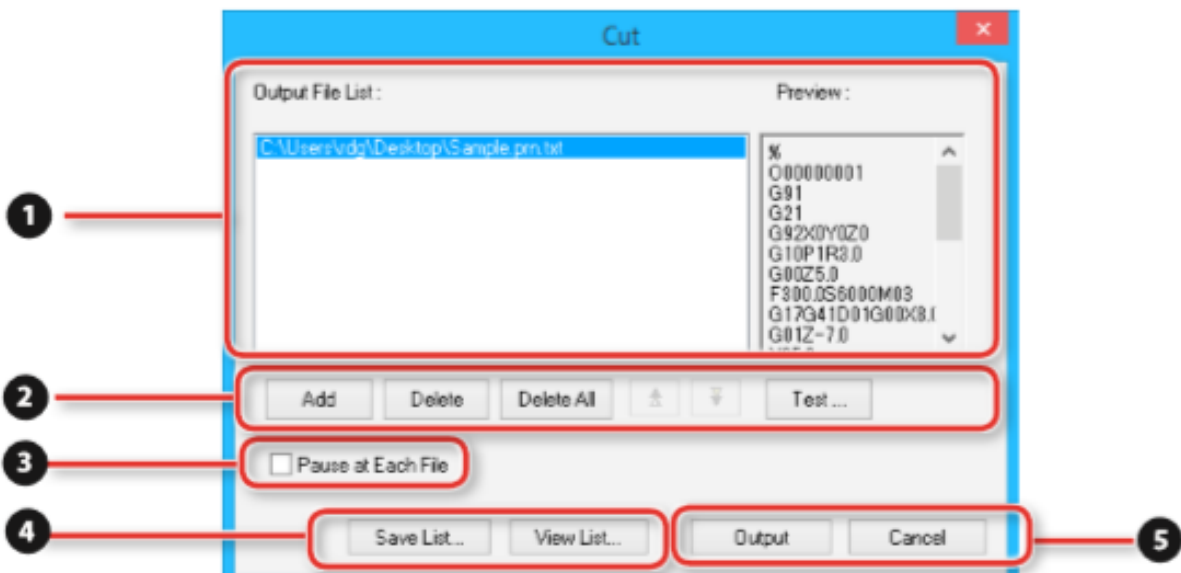 Cut
Output File List :
Preview :
C:\Users\rdg\Desktop\Sample.prn.txt
%
O00000001
G91
G21
G92X0Y0Z0
G10P1R3.0
G00Z5.0
F300.0S6000M03
G17G41D01G00X8.(
G01Z-7.0
1
2
Add
Delete
Delete All
Test ...
3
Pause at Each File
4
Save List...
View List...
Output
Cancel
5